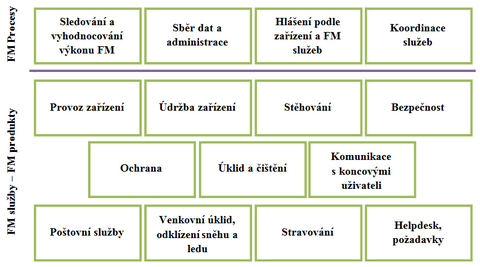 FM Procesy
Sledování a
vyhodnocování
výkonu FM
Sběr dat a
administrace
Hlášení podle
zařízení a FM
služeb
Koordinace
služeb
FM služby – FM produkty
Provoz zařízení
Údržba zařízení
Stěhování
Bezpečnost
Ochrana
Úklid a čištění
Komunikace
s koncovými
uživateli
Poštovní služby
Venkovní úklid,
odklízení sněhu a
ledu
Stravování
Helpdesk,
požadavky